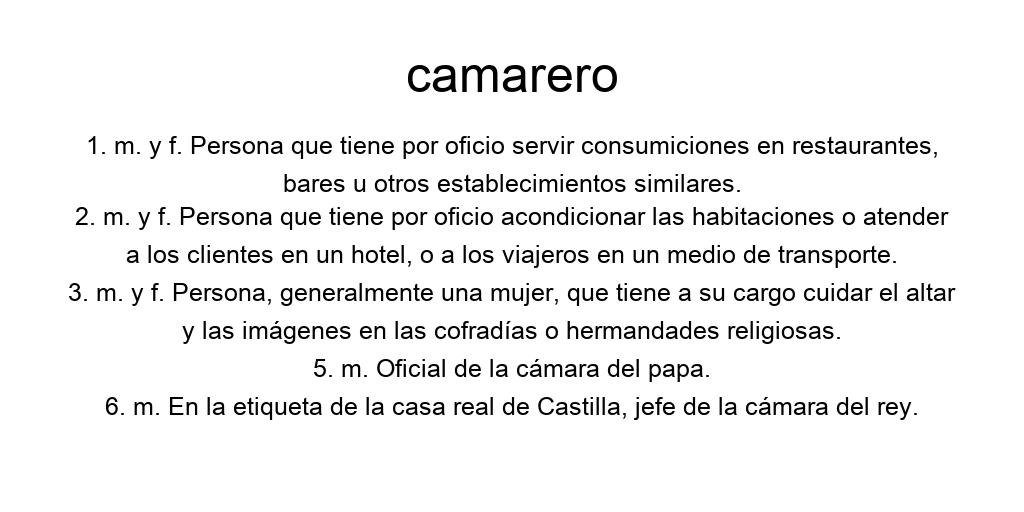 camarero
1. m. y f. Persona que tiene por oficio servir consumiciones en restaurantes,
bares u otros establecimientos similares.
2. m. y f. Persona que tiene por oficio acondicionar las habitaciones o atender
a los clientes en un hotel, o a los viajeros en un medio de transporte.
3. m. y f. Persona, generalmente una mujer, que tiene a su cargo cuidar el altar
y las imágenes en las cofradías o hermandades religiosas.
5. m. Oficial de la cámara del papa.
6. m. En la etiqueta de la casa real de Castilla, jefe de la cámara del rey.